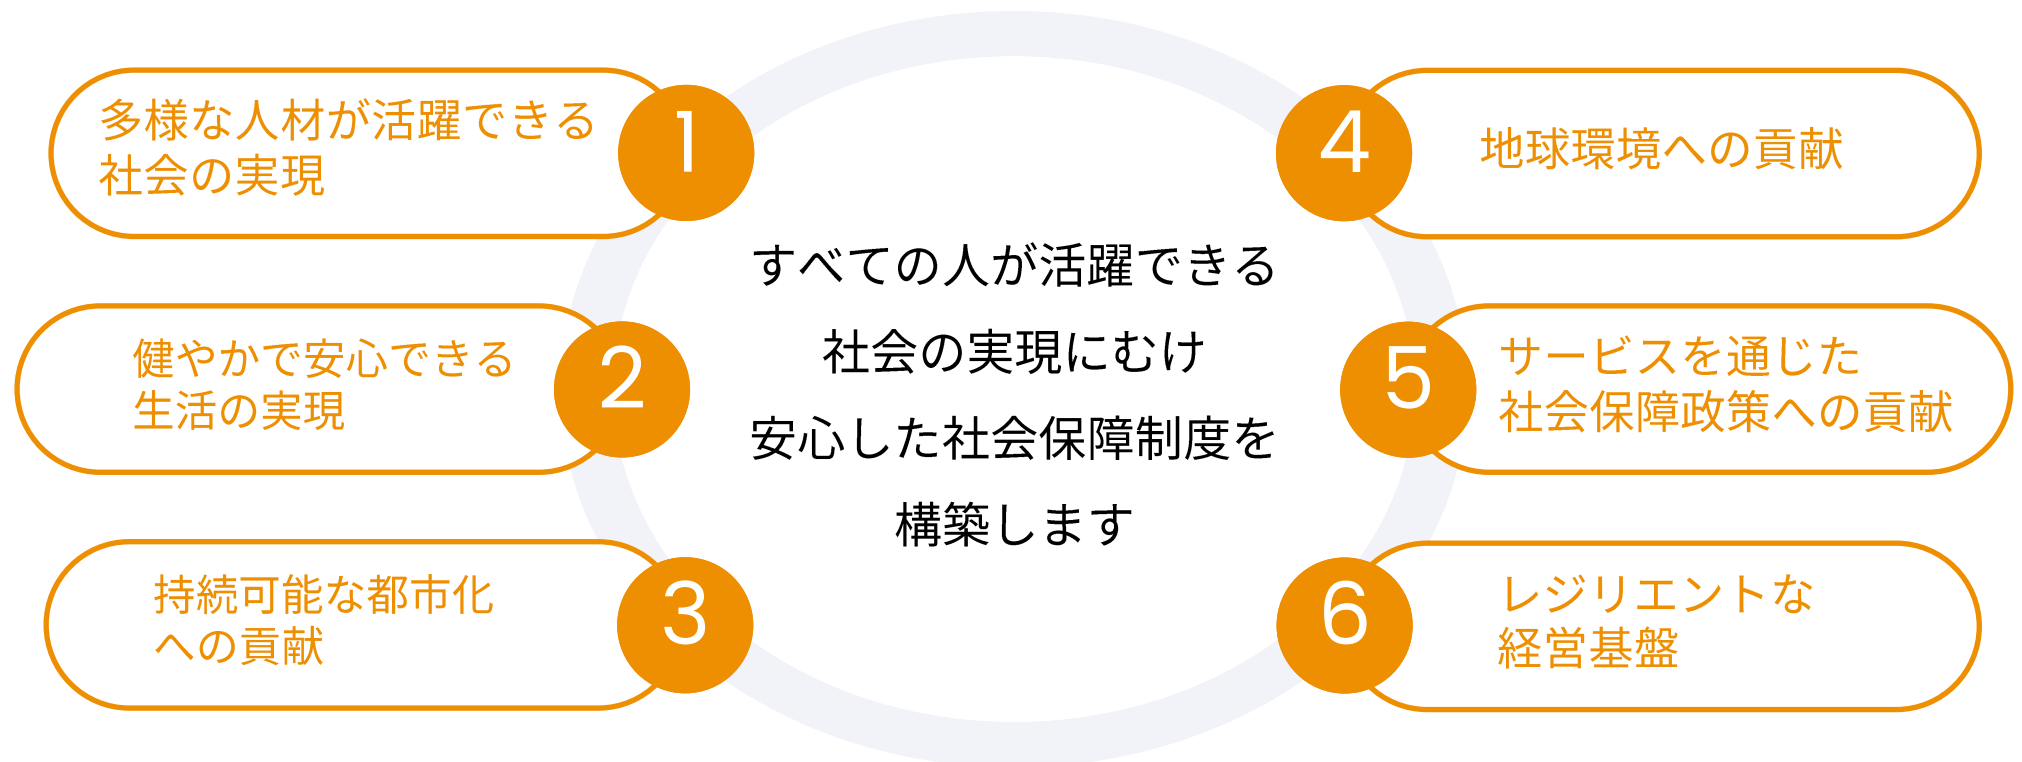 多様な人材が活躍できる
社会の実現
1
健やかで安心できる
生活の実現
2
持続可能な都市化
への貢献
3
すべての人が活躍できる
社会の実現にむけ
安心した社会保障制度を
構築します
4
地球環境への貢献
5
サービスを通じた
社会保障政策への貢献
6
レジリエントな
経営基盤